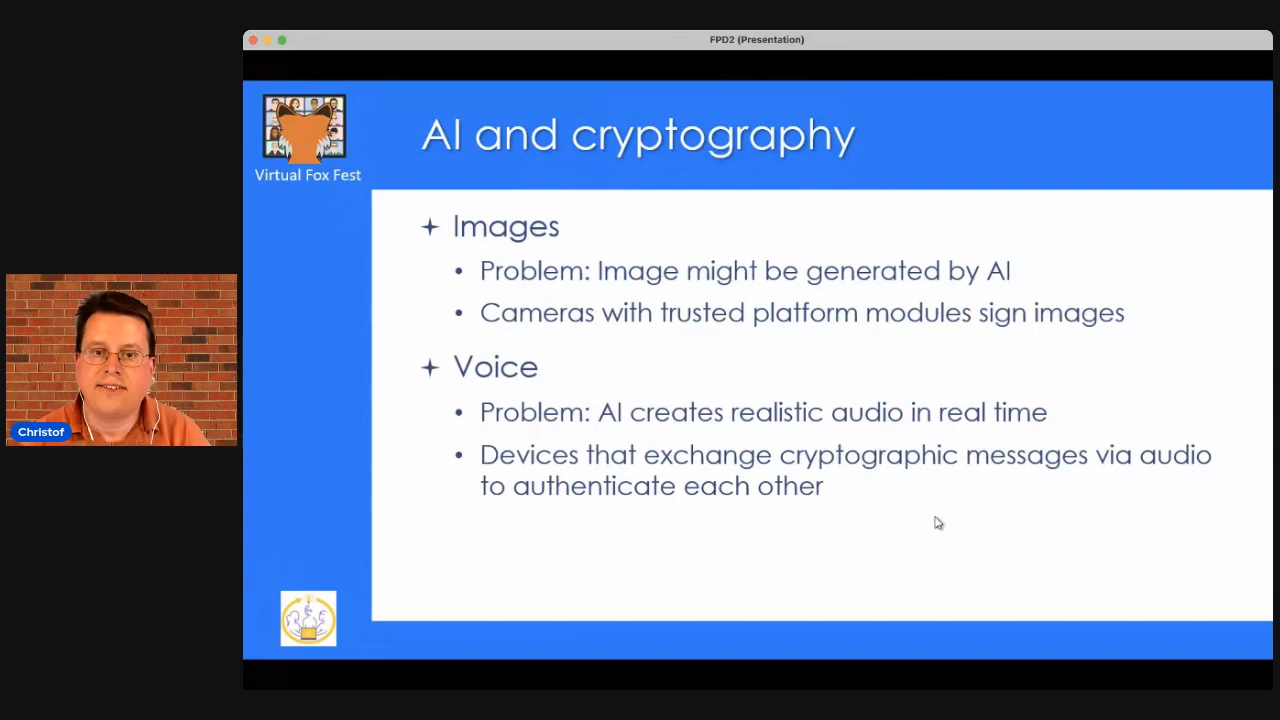 FPD2 (Presentation)
Virtual Fox Fest
AI and cryptography
Images
Problem: Image might be generated by AI
Cameras with trusted platform modules sign images
Voice
Problem: AI creates realistic audio in real time
Devices that exchange cryptographic messages via audio
to authenticate each other
Christof